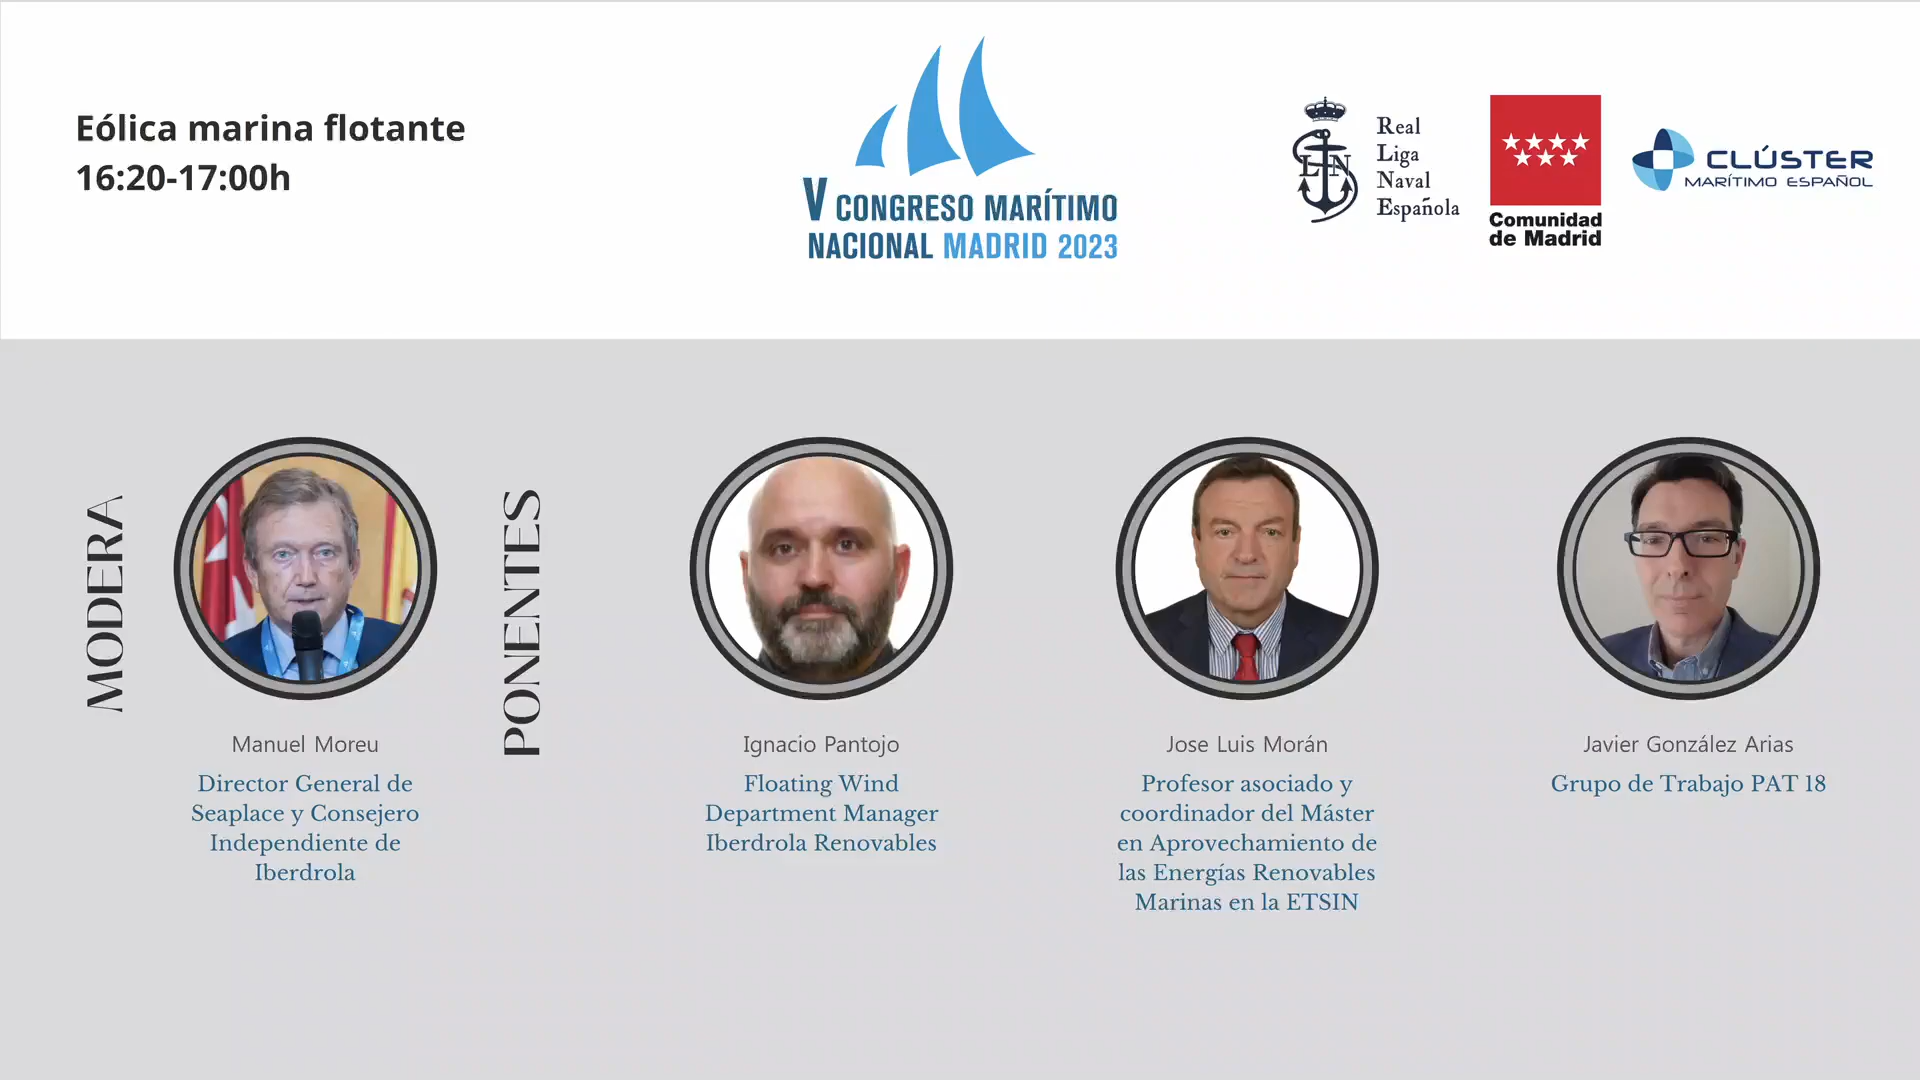 Eólica marina flotante
16:20-17:00h
V CONGRESO MARÍTIMO
NACIONAL MADRID 2023
L N
Real
Liga
Naval
Española
Comunidad
de Madrid
CLÚSTER
MARÍTIMO ESPAÑOL
MODERA
Manuel Moreu
Director General de
Seaplace y Consejero
Independiente de
Iberdrola
PONENTES
Ignacio Pantojo
Floating Wind
Department Manager
Iberdrola Renovables
Jose Luis Morán
Profesor asociado y
coordinador del Máster
en Aprovechamiento de
las Energías Renovables
Marinas en la ETSIN
Javier González Arias
Grupo de Trabajo PAT 18